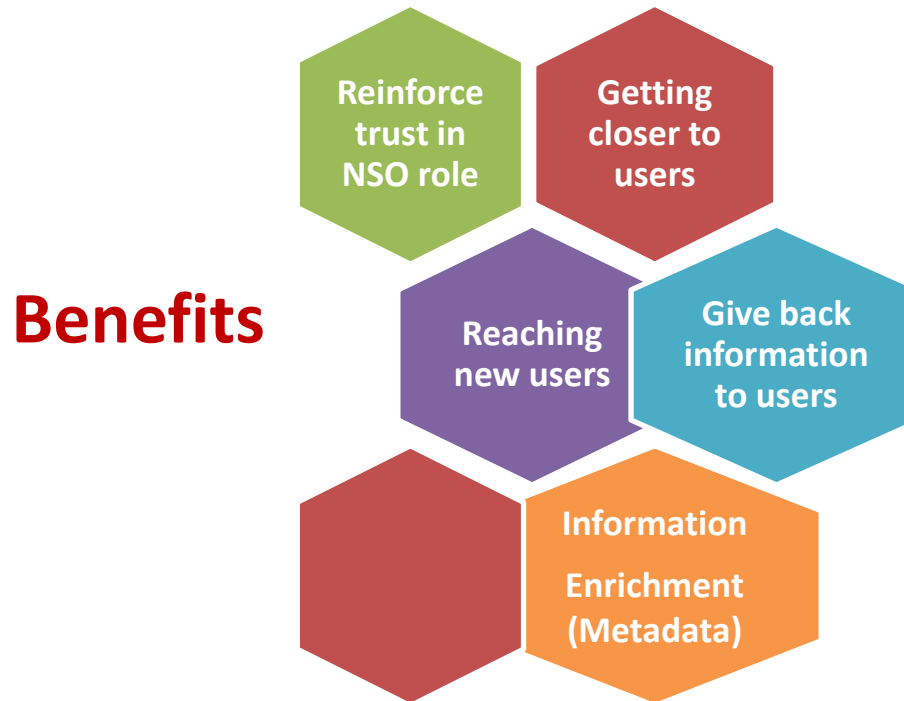 Reinforce
trust in
NSO role
Getting
closer to
users
Benefits
Reaching
new users
Give back
information
to users
Information
Enrichment
(Metadata)